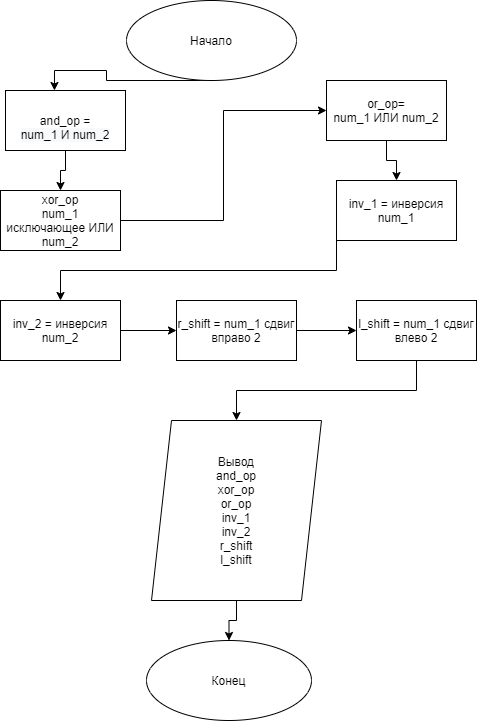 Начало
and_op =
num_1 И num_2
xor_op
num_1
исключающее ИЛИ
num_2
or_op=
num_1 ИЛИ num_2
inv_1 = инверсия
num_1
inv_2 = инверсия
num_2
r_shift = num_1 сдвиг
вправо 2
l_shift = num_1 сдвиг
влево 2
Вывод
and_op
xor_op
or_op
inv_1
inv_2
r_shift
l_shift
Конец